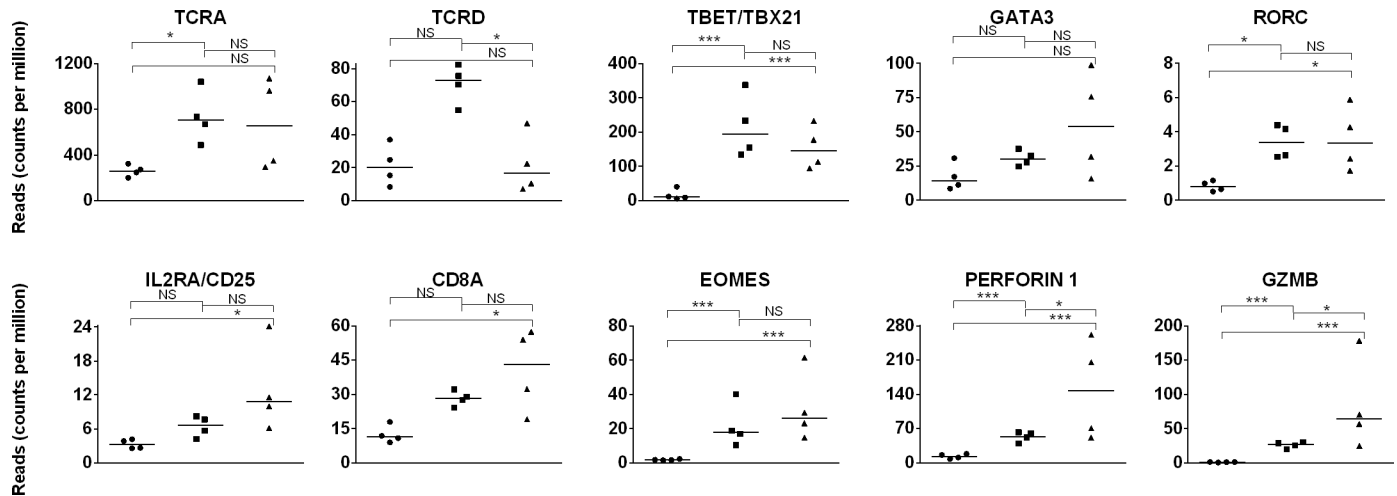 TCRA TCRD TBET/TBX21 GATA3 RORC
* NS NS
NS * NS
*** NS ***
NS NS NS
* NS *
Reads (counts per million)
1200 800 400 0
80 60 40 20 0
400 300 200 100 0
100 75 50 25 0
8 6 4 2 0
IL2RA/CD25 CD8A EOMES PERFORIN 1 GZMB
NS NS *
NS NS *
*** NS ***
*** * ***
*** * ***
Reads (counts per million)
24 18 12 6 0
60 45 30 15 0
80 60 40 20 0
280 210 140 70 0
200 150 100 50 0